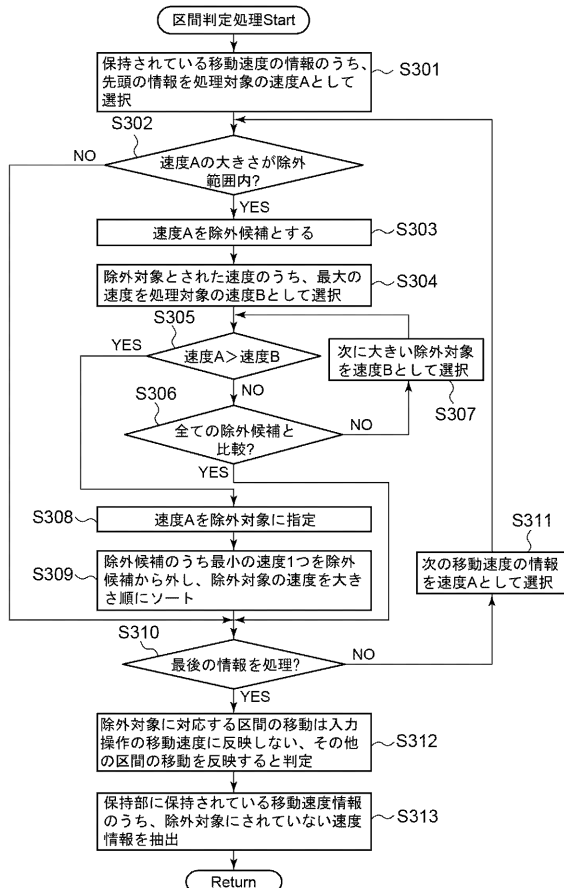 区間判定処理Start
保持されている移動速度の情報のうち、
先頭の情報を処理対象の速度Aとして
選択
S301
S302
速度Aの大きさが除外
範囲内?
NO
YES
速度Aを除外候補とする
S303
除外対象とされた速度のうち、最大の
速度を処理対象の速度Bとして選択
S304
S305
速度A＞速度B
YES
NO
次に大きい除外対象
を速度Bとして選択
S307
S306
全ての除外候補と
比較?
NO
YES
S308
速度Aを除外対象に指定
S309
除外候補のうち最小の速度1つを除外
候補から外し、除外対象の速度を大き
さ順にソート
S311
次の移動速度の情報
を速度Aとして選択
S310
最後の情報を処理?
NO
YES
除外対象に対応する区間の移動は入力
操作の移動速度に反映しない、その他
の区間の移動を反映すると判定
S312
保持部に保持されている移動速度情報
のうち、除外対象にされていない速度
情報を抽出
S313
Return